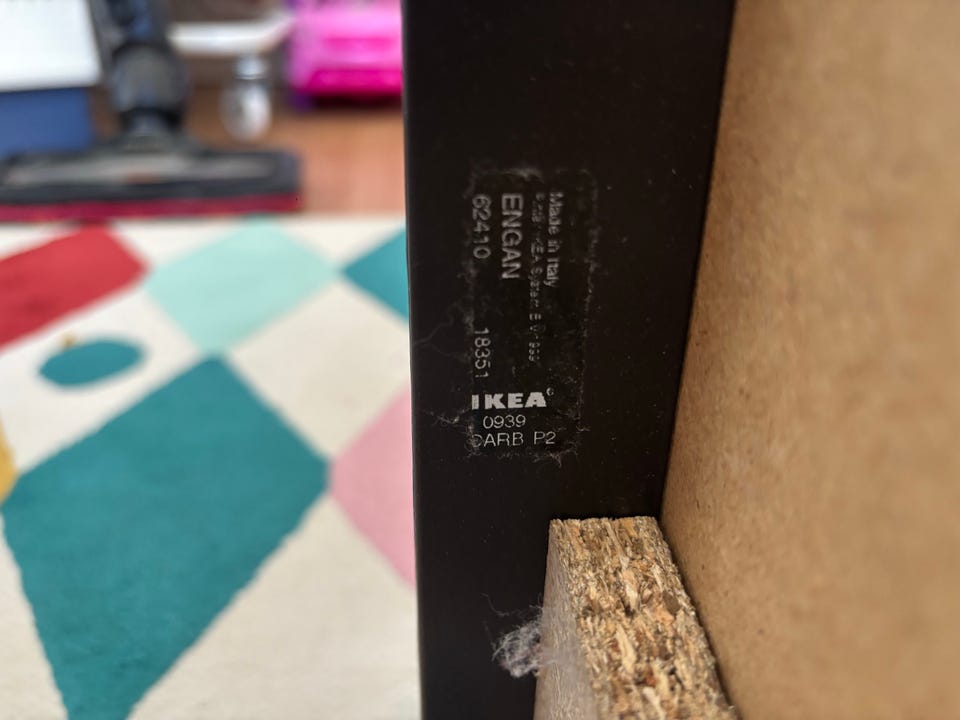 Made in Italy
ENGAN
62410 18351
IKEA®
0939
CARB P2